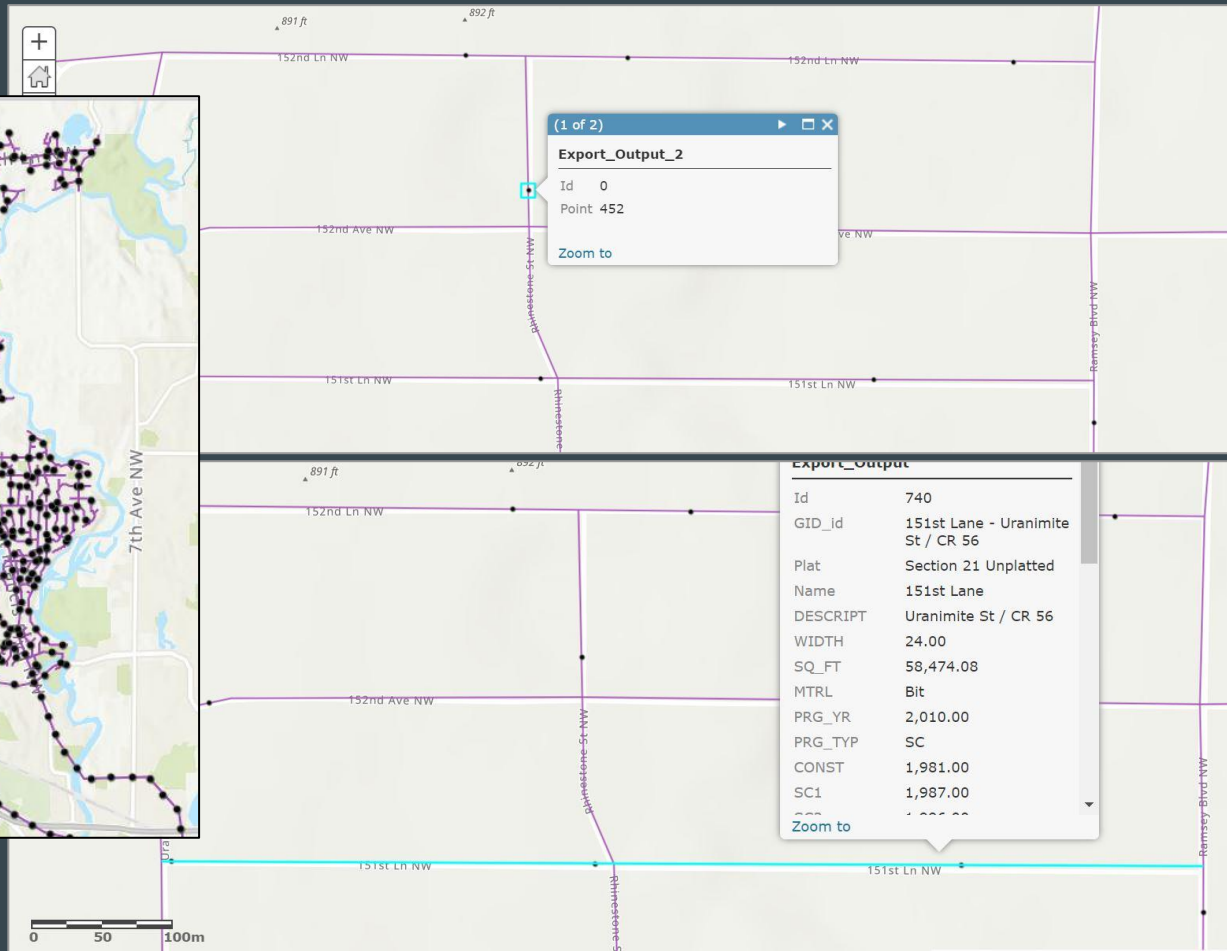 891 ft
892 ft
+
152nd Ln NW
152nd Ln NW
(1 of 2)
Export_Output_2
Id 0
Point 452
Zoom to
152nd Ave NW
ve NW
Rhinestone St NW
Ramsey Blvd NW
151st Ln NW
151st Ln NW
Rhinestone
7th Ave NW
891 ft
892 ft
152nd Ln NW
Export_Output
Id 740
GID_id 151st Lane - Uranimite
St / CR 56
Plat Section 21 Unplatted
Name 151st Lane
DESCRIPT Uranimite St / CR 56
WIDTH 24.00
SQ_FT 58,474.08
MTRL Bit
PRG_YR 2,010.00
PRG_TYP SC
CONST 1,981.00
SC1 1,987.00
Zoom to
152nd Ave NW
Rhinestone St NW
Ramsey Blvd NW
Ura
151st Ln NW
151st Ln NW
Rhinestone S
0 50 100m